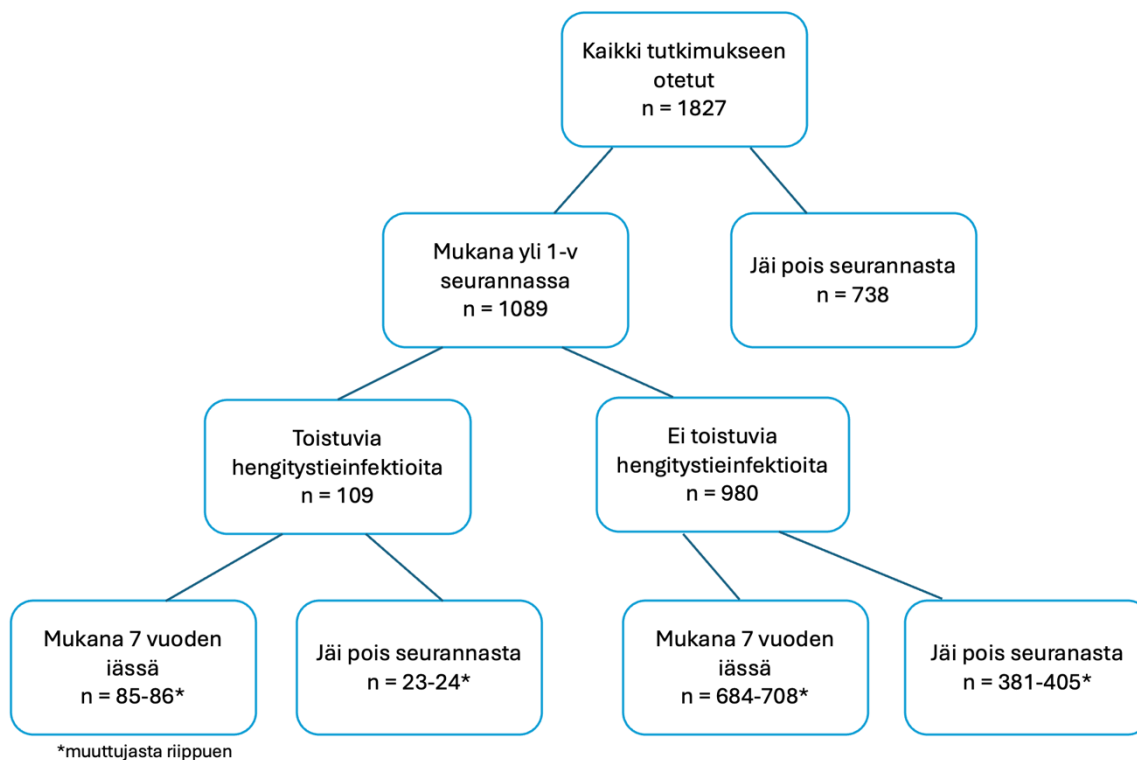 Kaikki tutkimukseen
otetut
n = 1827
Mukana yli 1-v
seurannassa
n = 1089
Jäi pois seurannasta
n = 738
Toistuvia
hengitystieinfektioita
n = 109
Ei toistuvia
hengitystieinfektioita
n = 980
Mukana 7 vuoden
iässä
n = 85-86*
Jäi pois seurannasta
n = 23-24*
Mukana 7 vuoden
iässä
n = 684-708*
Jäi pois seuranasta
n = 381-405*
*muuttujasta riippuen